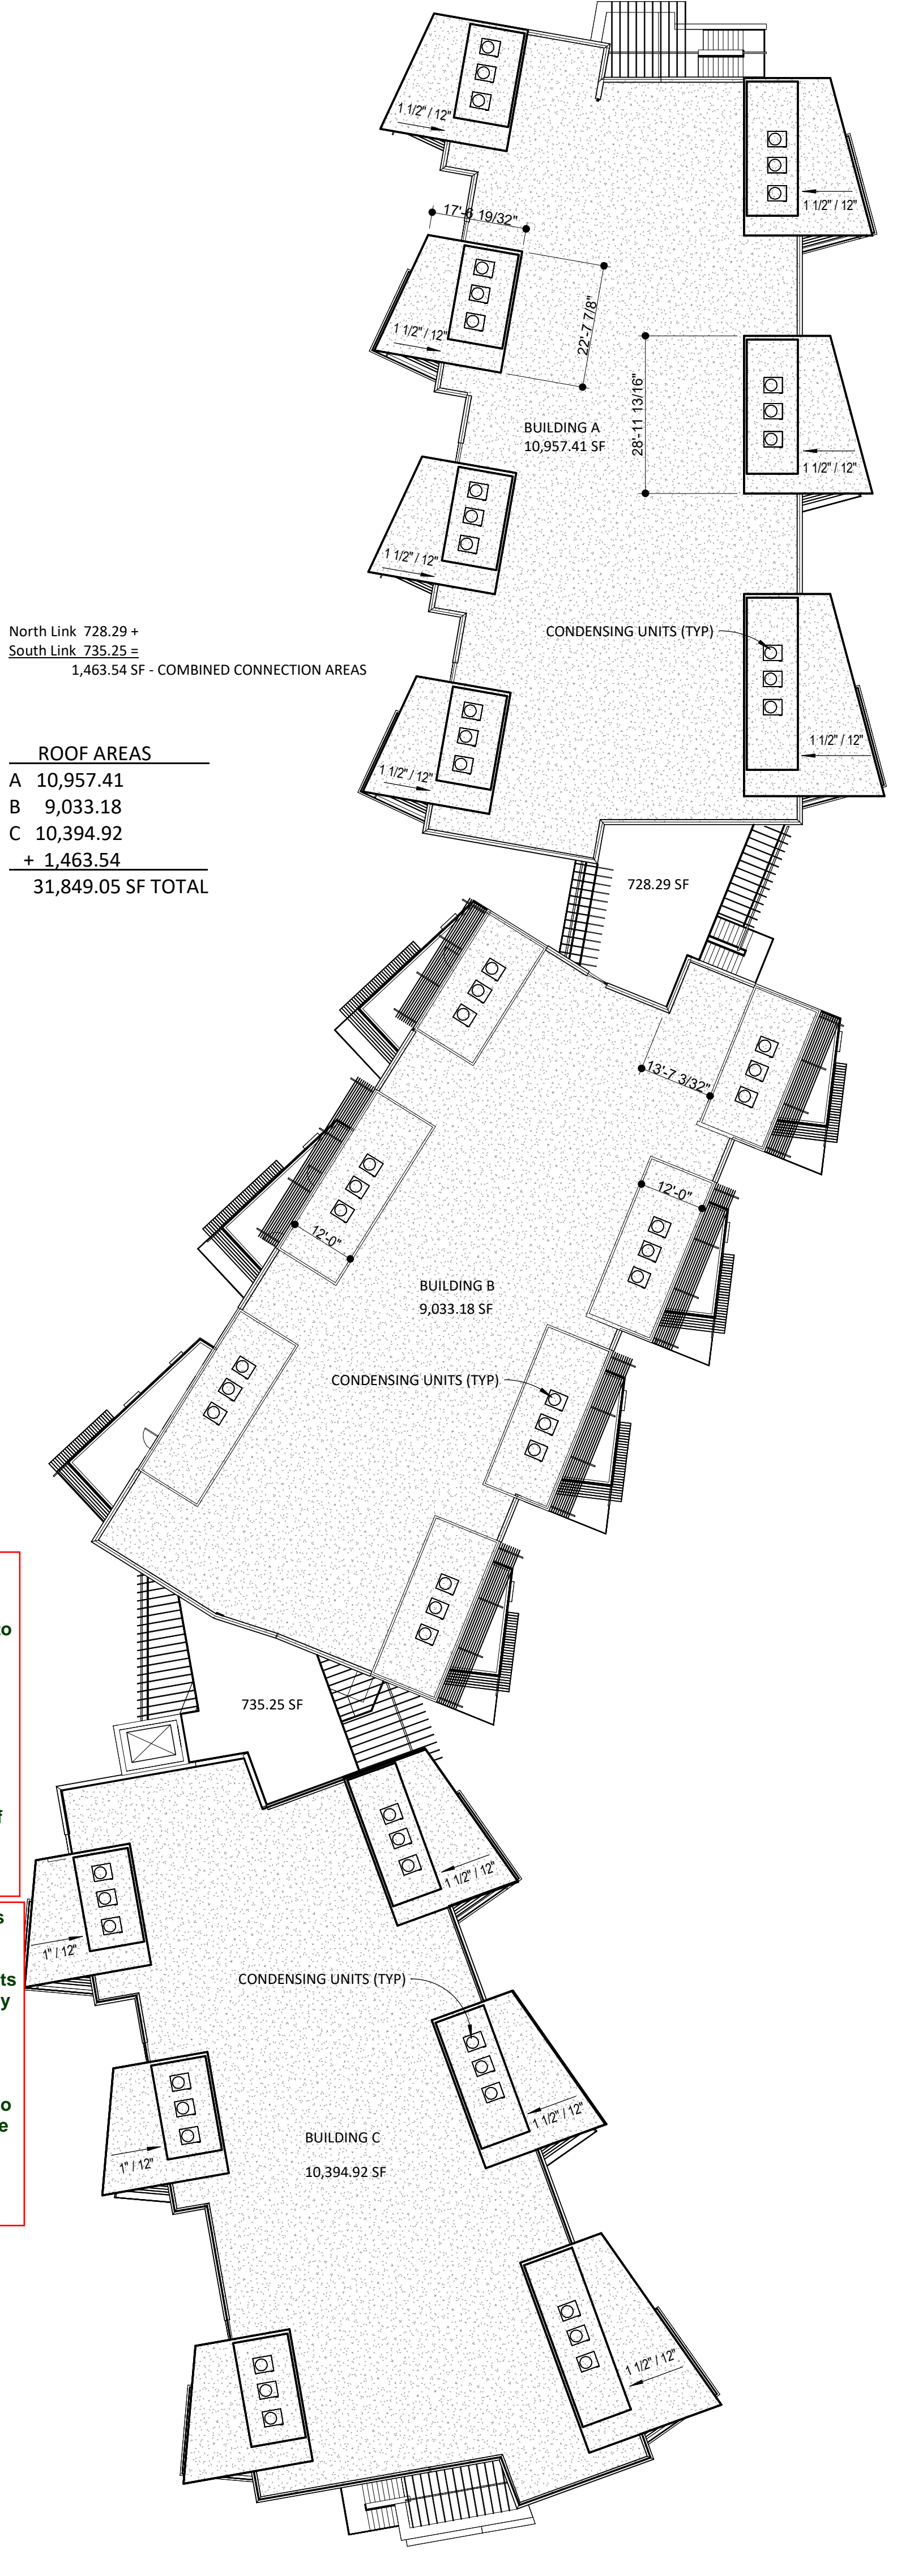 1 1/2" / 12"
1 1/2" / 12"
17'-6 19/32"
22'-7 7/8"
1 1/2" / 12"
28'-11 13/16"
BUILDING A
10,957.41 SF
1 1/2" / 12"
1 1/2" / 12"
CONDENSING UNITS (TYP)
1 1/2" / 12"
1 1/2" / 12"
North Link 728.29 +
South Link 735.25 =
1,463.54 SF - COMBINED CONNECTION AREAS
ROOF AREAS
A 10,957.41
B 9,033.18
C 10,394.92
+ 1,463.54
31,849.05 SF TOTAL
728.29 SF
13'-7 3/32"
12'-0"
12'-0"
BUILDING B
9,033.18 SF
CONDENSING UNITS (TYP)
735.25 SF
1 1/2" / 12"
1" / 12"
CONDENSING UNITS (TYP)
1 1/2" / 12"
1" / 12"
BUILDING C
10,394.92 SF
1 1/2" / 12"